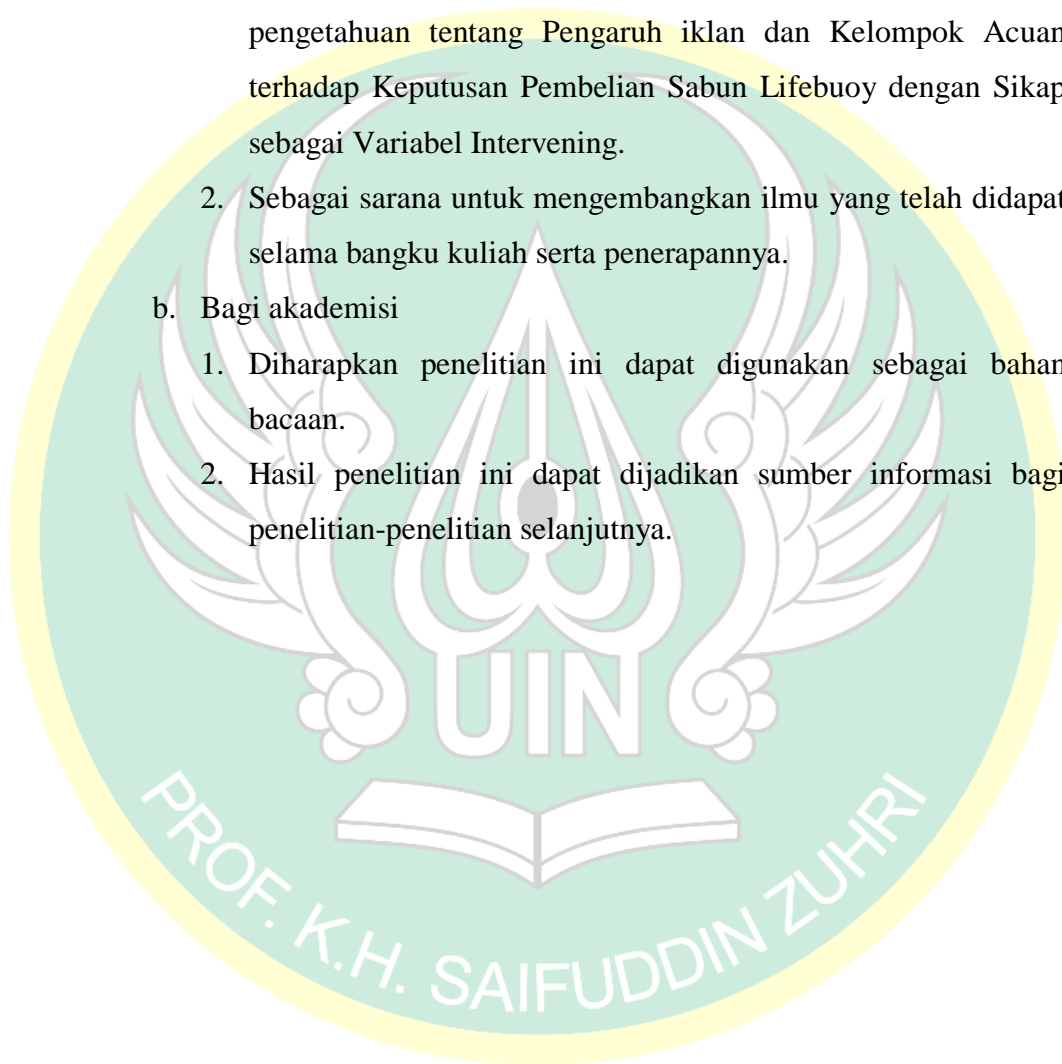 pengetahuan tentang Pengaruh iklan dan Kelompok Acuan
terhadap Keputusan Pembelian Sabun Lifebuoy dengan Sikap
sebagai Variabel Intervening.
2. Sebagai sarana untuk mengembangkan ilmu yang telah didapat
selama bangku kuliah serta penerapannya.
b. Bagi akademisi
1. Diharapkan penelitian ini dapat digunakan sebagai bahan
bacaan.
2. Hasil penelitian ini dapat dijadikan sumber informasi bagi
penelitian-penelitian selanjutnya.
UIN
PROF. K.H. SAIFUDDIN ZUHRI